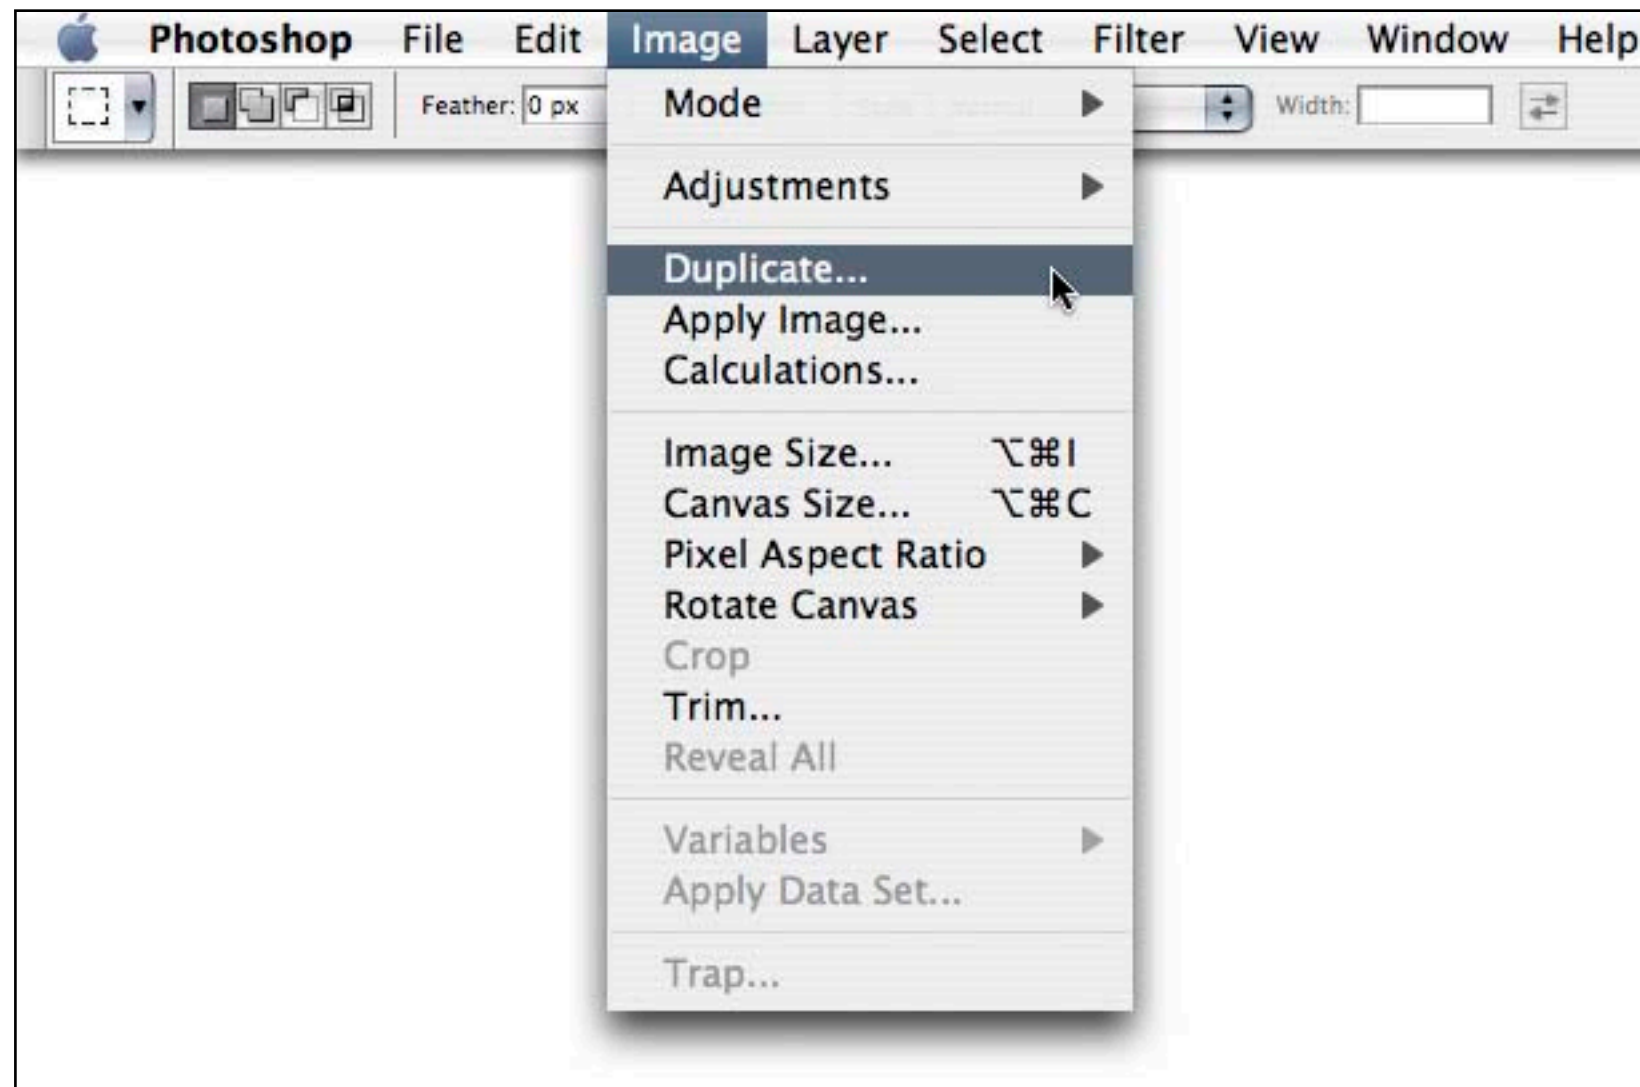 Photoshop File Edit Image Layer Select Filter View Window Help
Feather: 0 px Width:
Mode
Adjustments
Duplicate...
Apply Image...
Calculations...
Image Size... ⌥⌘I
Canvas Size... ⌥⌘C
Pixel Aspect Ratio
Rotate Canvas
Crop
Trim...
Reveal All
Variables
Apply Data Set...
Trap...